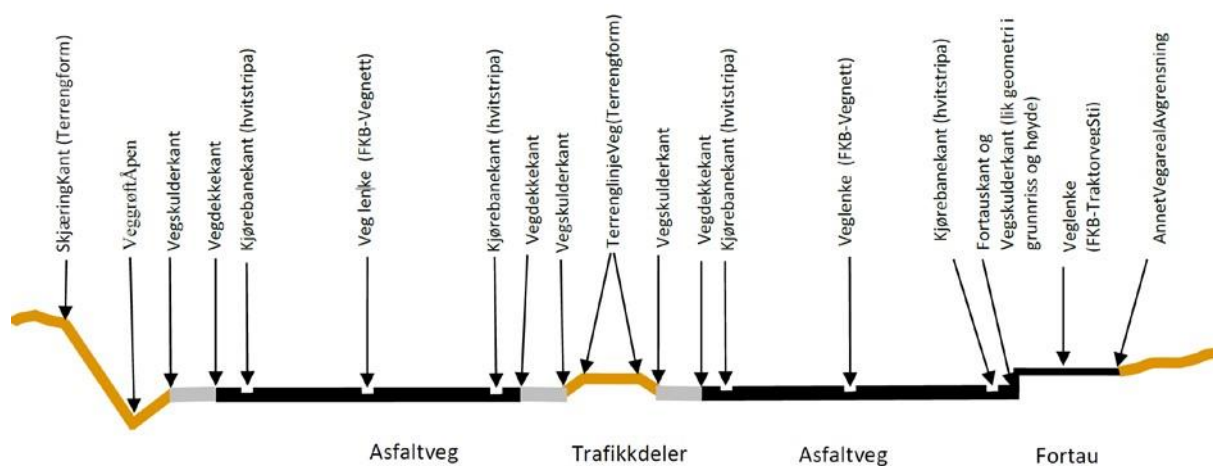 SkjæringKant (Terrengform)
VeggrøftÅpen
Vegskulderkant
Vegdekkekant
Kjørebanekant (hvitstripa)
Veg lenke (FKB-Vegnett)
Kjørebanekant (hvitstripa)
Vegdekkekant
Vegskulderkant
TerrenglinjeVeg(Terrengform)
Vegskulderkant
Vegdekkekant
Kjørebanekant (hvitstripa)
Veglenke (FKB-Vegnett)
Kjørebanekant (hvitstripa)
Fortauskant og
Vegskulderkant (lik geometri i
grunnriss og høyde)
Veglenke
(FKB-TraktorvegSti)
AnnetVegarealAvgrensning
Asfaltveg
Trafikkdeler
Asfaltveg
Fortau